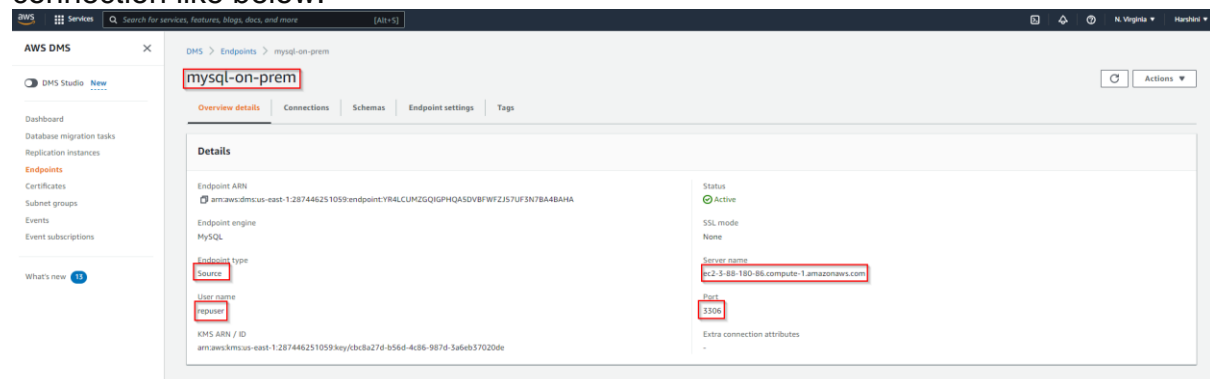 connection like below:
aws
Services
Search for services, features, blogs, docs, and more
[Alt+S]
N. Virginia ▼
Harshini ▼
AWS DMS
DMS Studio New
Dashboard
Database migration tasks
Replication instances
Endpoints
Certificates
Subnet groups
Events
Event subscriptions
What's new 13
DMS > Endpoints > mysql-on-prem
mysql-on-prem
Actions ▼
Overview details
Connections
Schemas
Endpoint settings
Tags
Details
Endpoint ARN
arn:aws:dms:us-east-1:287446251059:endpoint:YR4LCUMZGQIGPHQASDVBFWFZJS7UF3N7BA4BAHA
Endpoint engine
MySQL
Endpoint type
Source
User name
repuser
KMS ARN / ID
arn:aws:kms:us-east-1:287446251059:key/cbc8a27d-b56d-4c86-987d-3a6eb37020de
Status
Active
SSL mode
None
Server name
ec2-3-88-180-86.compute-1.amazonaws.com
Port
3306
Extra connection attributes
-